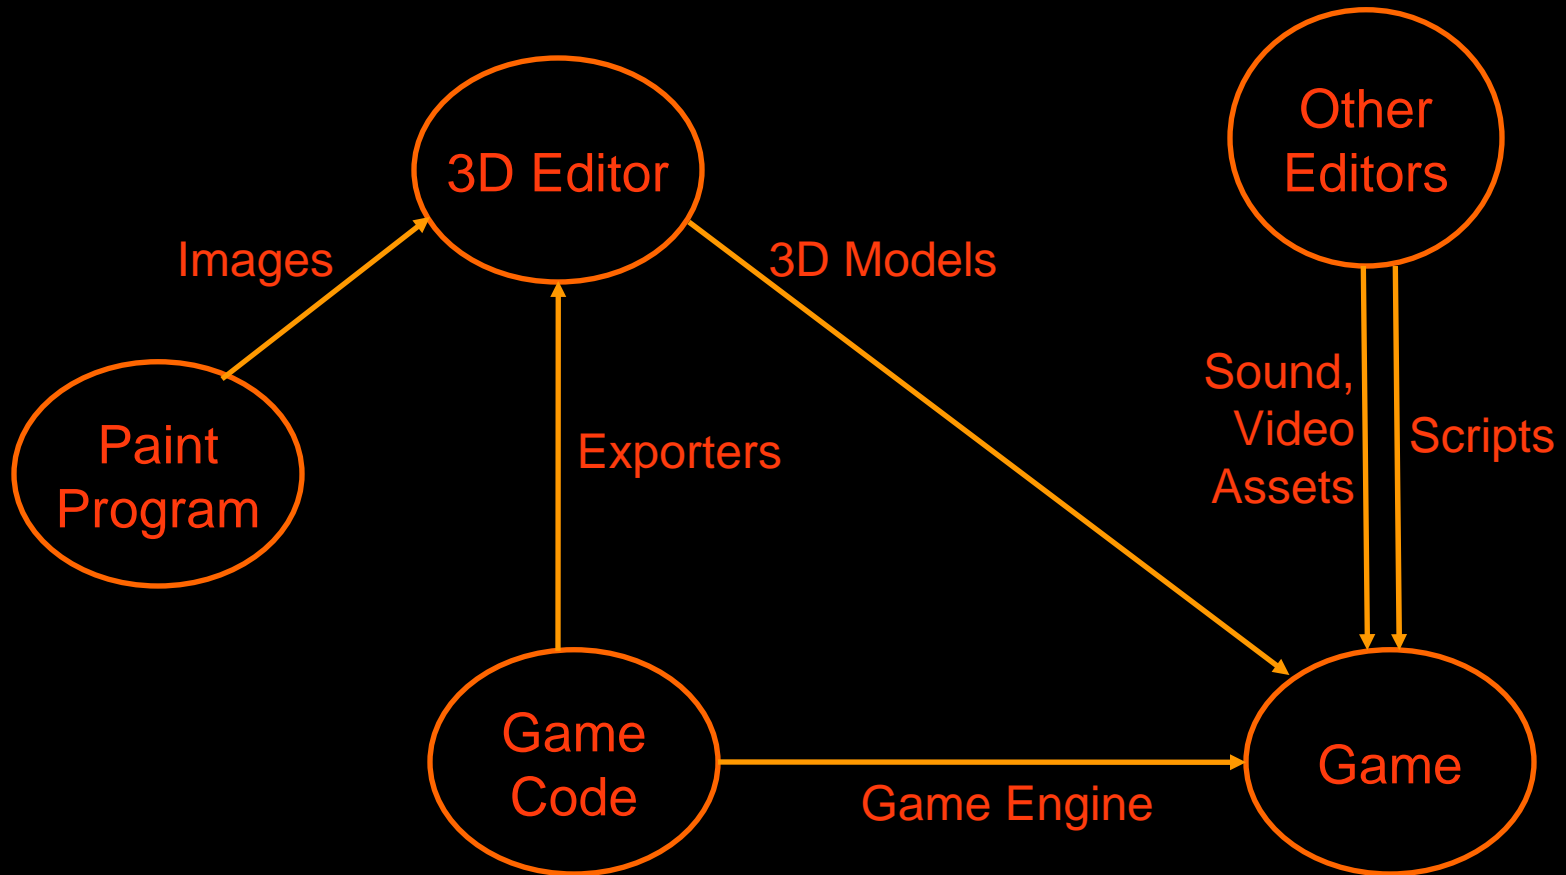 Other
Editors
3D Editor
Images
3D Models
Sound,
Video
Assets
Scripts
Paint
Program
Exporters
Game
Code
Game Engine
Game